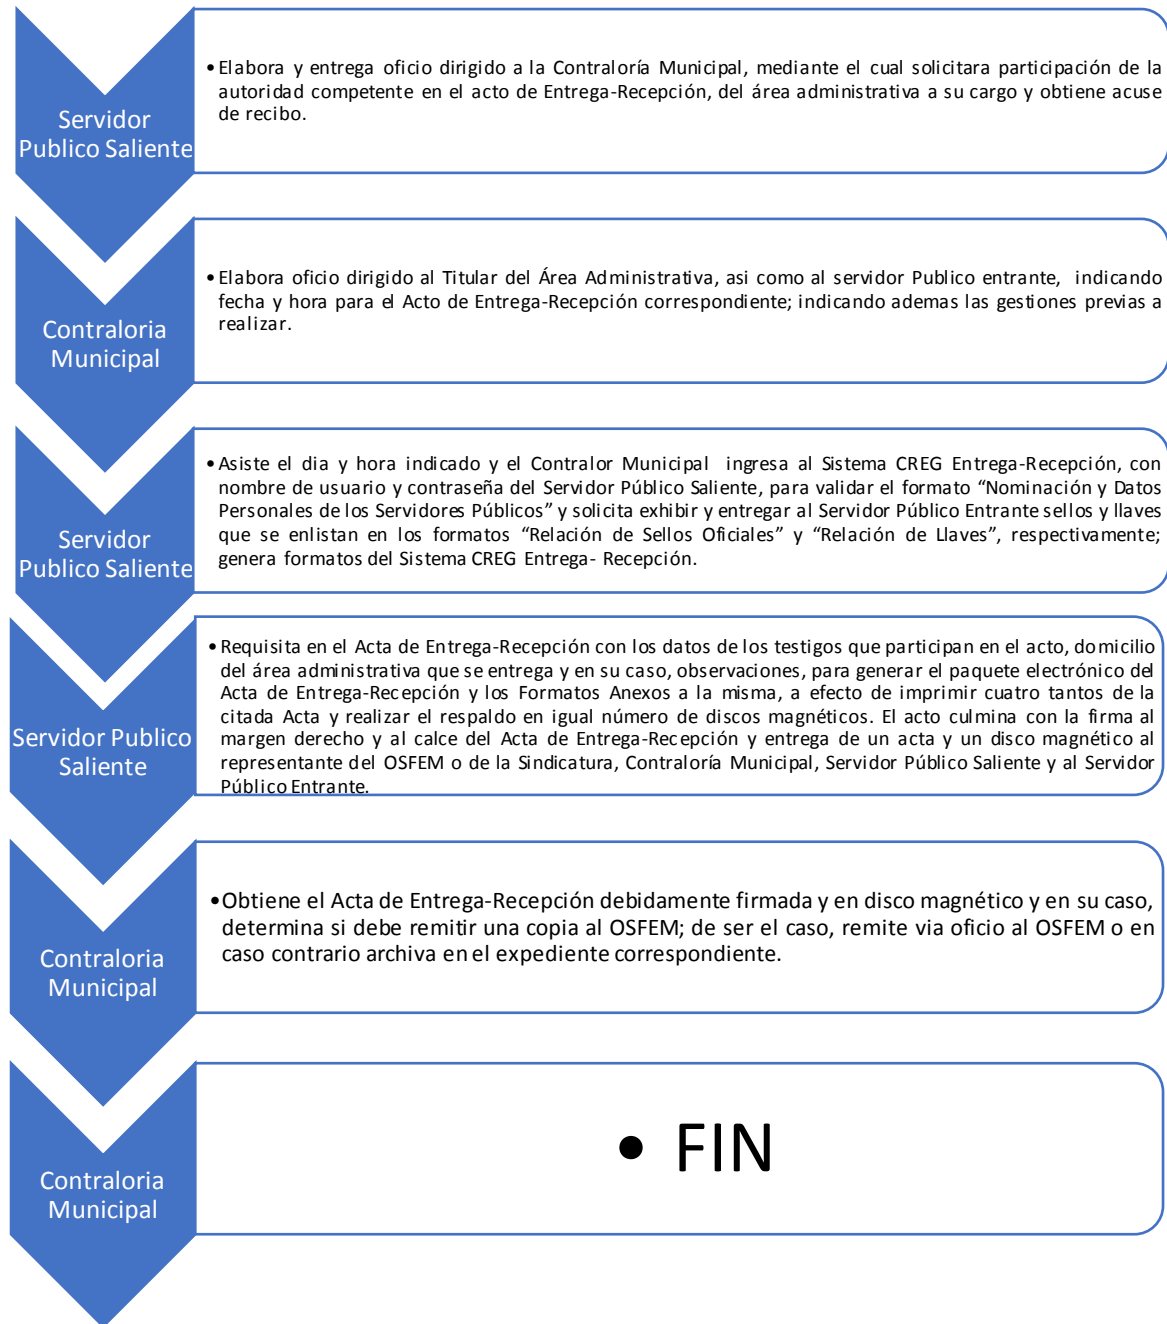 Servidor
Publico Saliente
• Elabora y entrega oficio dirigido a la Contraloría Municipal, mediante el cual solicitara participación de la
autoridad competente en el acto de Entrega-Recepción, del área administrativa a su cargo y obtiene acuse
de recibo.
Contraloria
Municipal
• Elabora oficio dirigido al Titular del Área Administrativa, asi como al servidor Publico entrante, indicando
fecha y hora para el Acto de Entrega-Recepción correspondiente; indicando ademas las gestiones previas a
realizar.
Servidor
Publico Saliente
• Asiste el dia y hora indicado y el Contralor Municipal ingresa al Sistema CREG Entrega-Recepción, con
nombre de usuario y contraseña del Servidor Público Saliente, para validar el formato “Nominación y Datos
Personales de los Servidores Públicos” y solicita exhibir y entregar al Servidor Público Entrante sellos y llaves
que se enlistan en los formatos “Relación de Sellos Oficiales” y “Relación de Llaves”, respectivamente;
genera formatos del Sistema CREG Entrega- Recepción.
Servidor Publico
Saliente
• Requisita en el Acta de Entrega-Recepción con los datos de los testigos que participan en el acto, domicilio
del área administrativa que se entrega y en su caso, observaciones, para generar el paquete electrónico del
Acta de Entrega-Recepción y los Formatos Anexos a la misma, a efecto de imprimir cuatro tantos de la
citada Acta y realizar el respaldo en igual número de discos magnéticos. El acto culmina con la firma al
margen derecho y al calce del Acta de Entrega-Recepción y entrega de un acta y un disco magnético al
representante del OSFEM o de la Sindicatura, Contraloría Municipal, Servidor Público Saliente y al Servidor
Público Entrante.
Contraloria
Municipal
• Obtiene el Acta de Entrega-Recepción debidamente firmada y en disco magnético y en su caso,
determina si debe remitir una copia al OSFEM; de ser el caso, remite via oficio al OSFEM o en
caso contrario archiva en el expediente correspondiente.
Contraloria
Municipal
• FIN